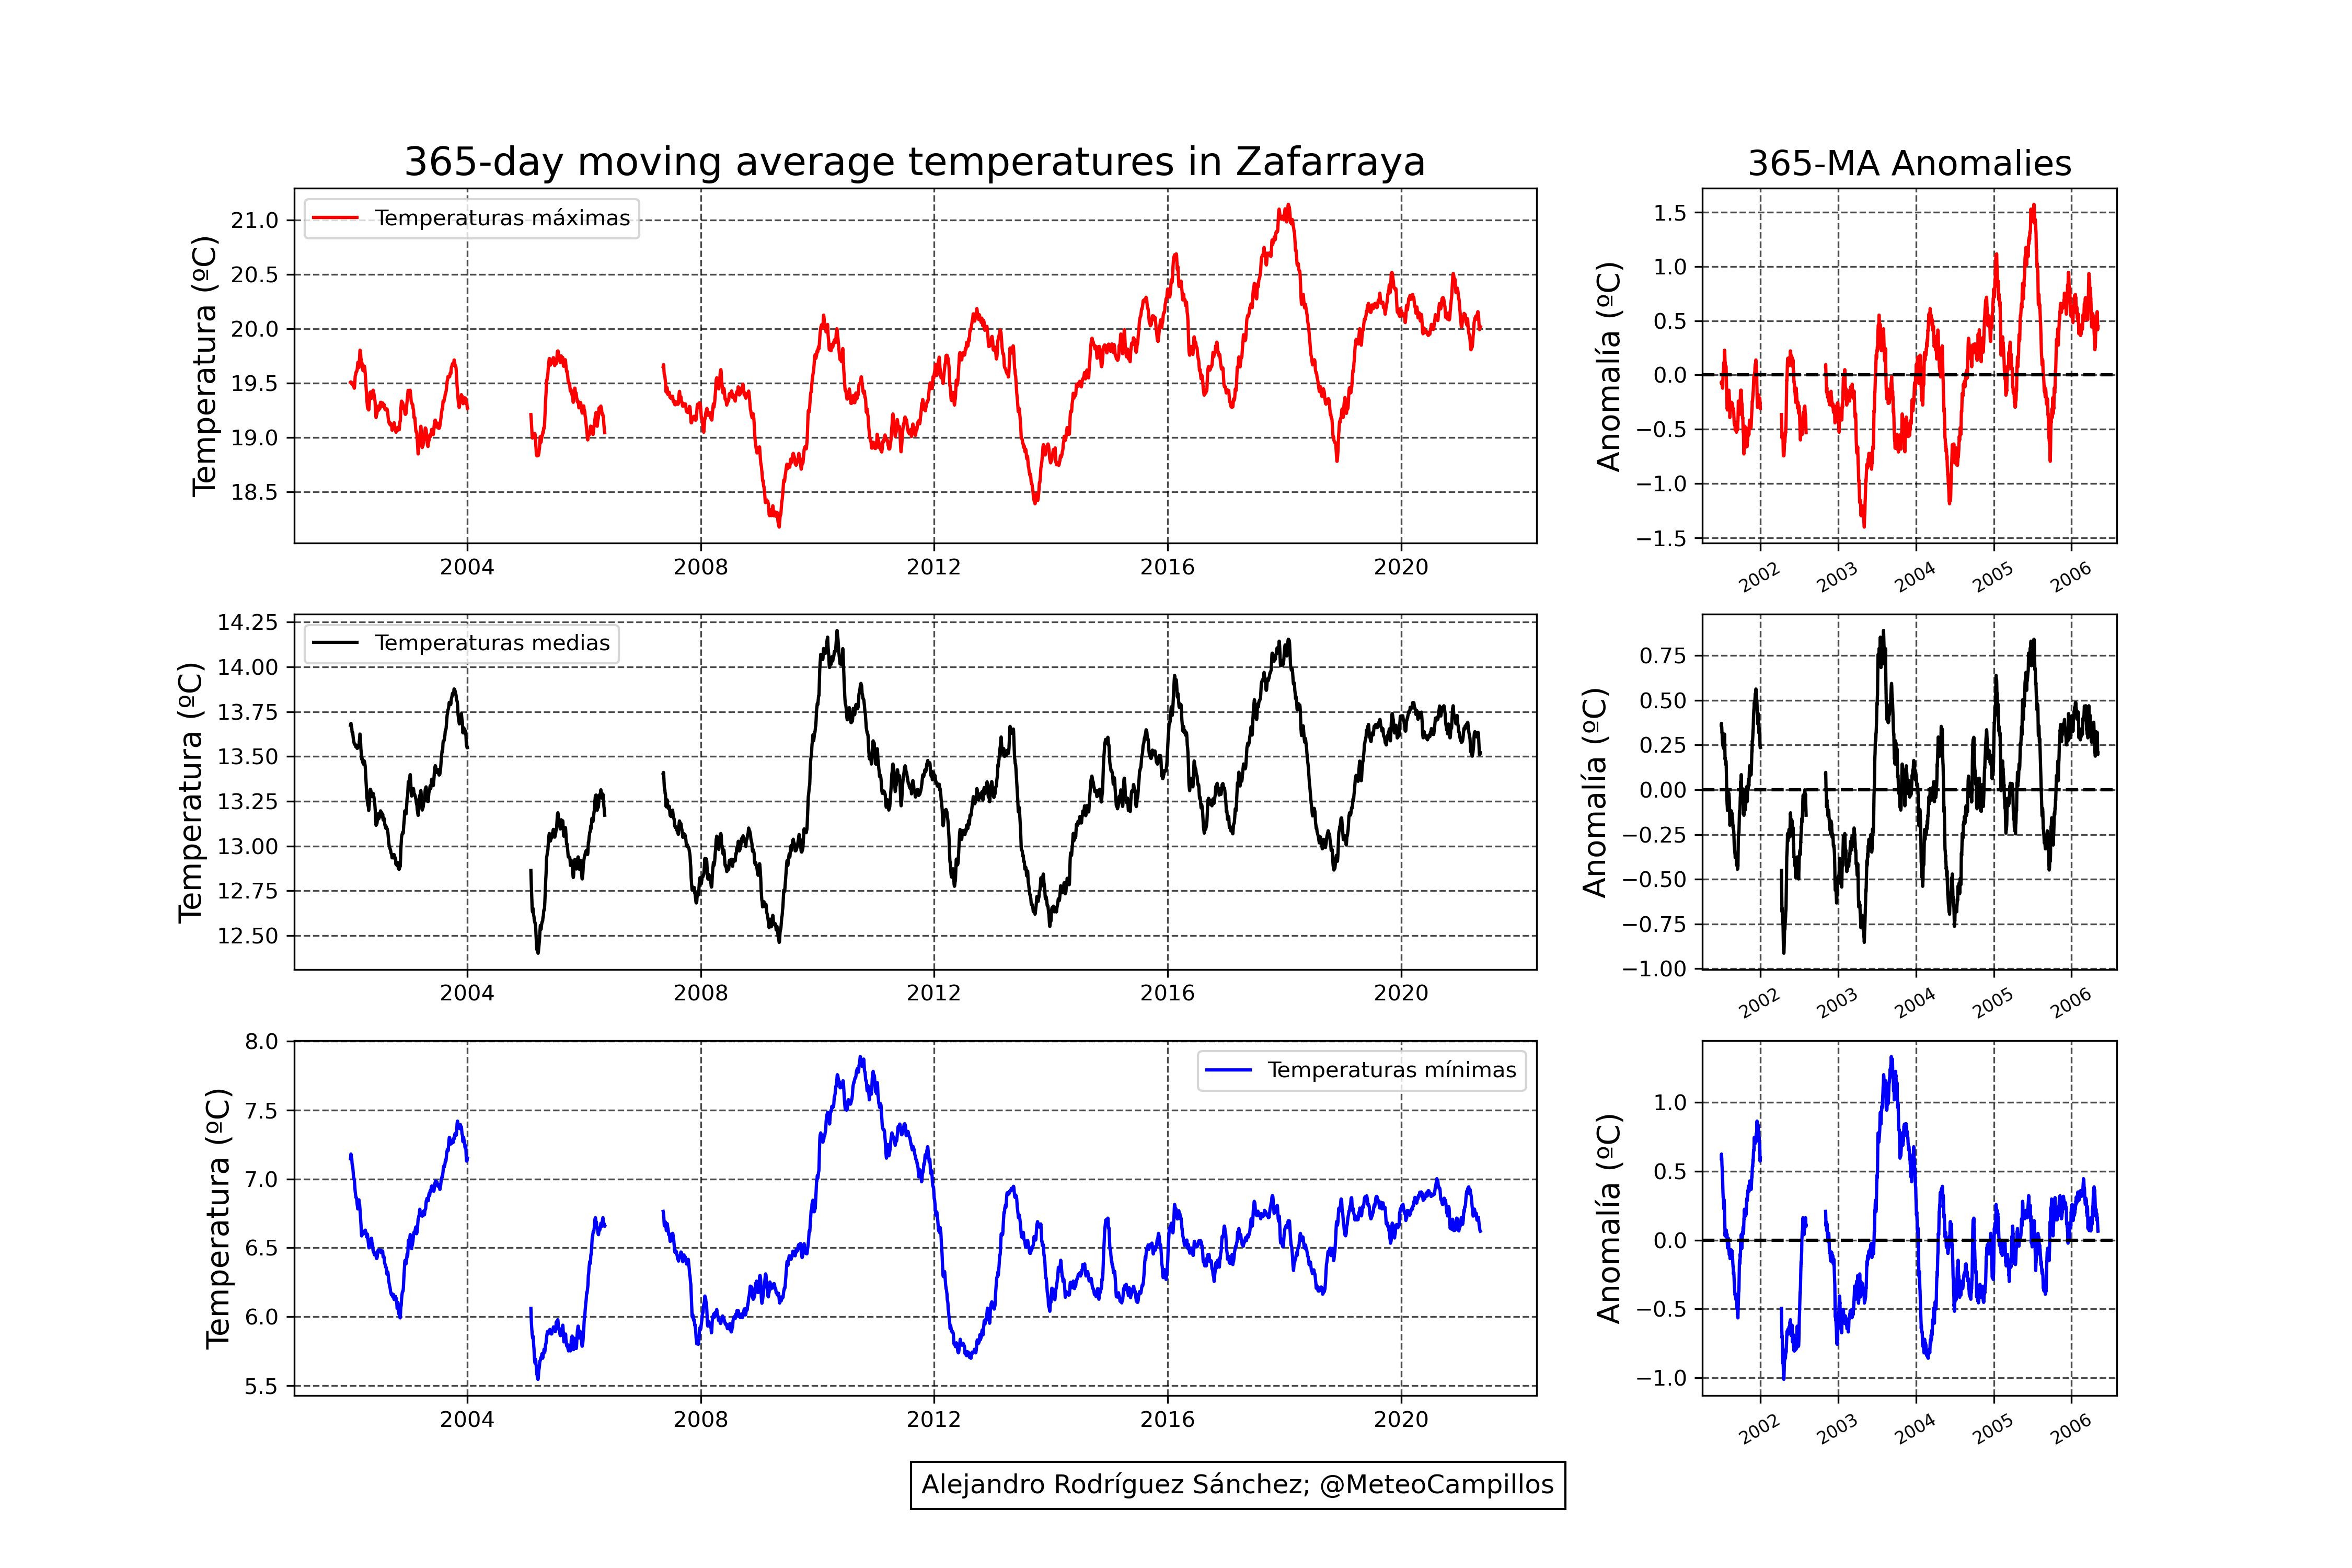 365-day moving average temperatures in Zafarraya
365-MA Anomalies
Temperatura (ºC)
21.0
20.5
20.0
19.5
19.0
18.5
Temperaturas máximas
2004 2008 2012 2016 2020
Anomalía (ºC)
1.5
1.0
0.5
0.0
−0.5
−1.0
−1.5
2002 2003 2004 2005 2006
Temperatura (ºC)
14.25
14.00
13.75
13.50
13.25
13.00
12.75
12.50
Temperaturas medias
2004 2008 2012 2016 2020
Anomalía (ºC)
0.75
0.50
0.25
0.00
−0.25
−0.50
−0.75
−1.00
2002 2003 2004 2005 2006
Temperatura (ºC)
8.0
7.5
7.0
6.5
6.0
5.5
Temperaturas mínimas
2004 2008 2012 2016 2020
Anomalía (ºC)
1.0
0.5
0.0
−0.5
−1.0
2002 2003 2004 2005 2006
Alejandro Rodríguez Sánchez; @MeteoCampillos